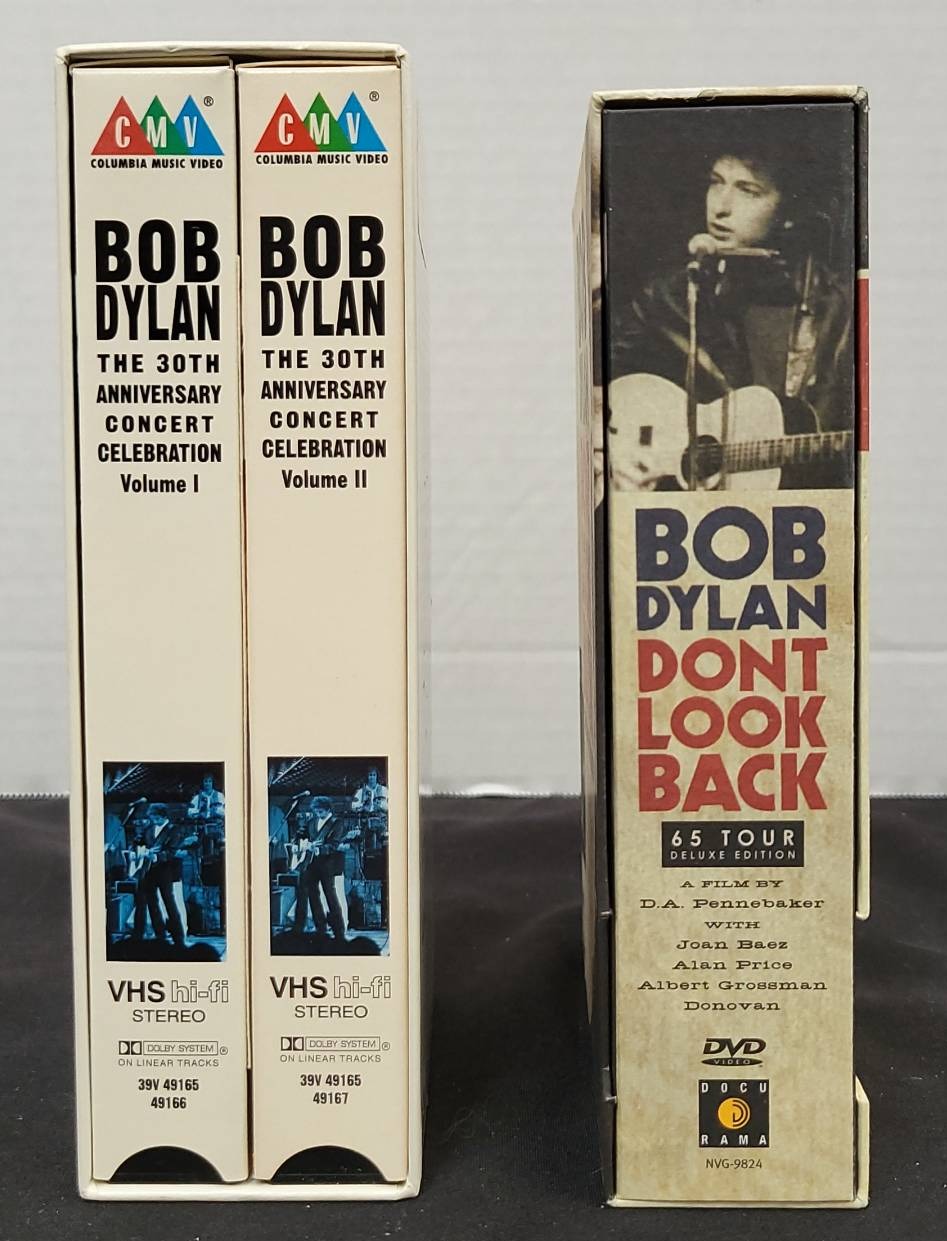 CMV®
COLUMBIA MUSIC VIDEO
BOB
DYLAN
THE 30TH
ANNIVERSARY
CONCERT
CELEBRATION
Volume I
VHS hi-fi
STEREO
DOLBY SYSTEM®
ON LINEAR TRACKS
39V 49165
49166
CMV®
COLUMBIA MUSIC VIDEO
BOB
DYLAN
THE 30TH
ANNIVERSARY
CONCERT
CELEBRATION
Volume II
VHS hi-fi
STEREO
DOLBY SYSTEM®
ON LINEAR TRACKS
39V 49165
49167
BOB
DYLAN
DONT
LOOK
BACK
65 TOUR
DELUXE EDITION
A FILM BY
D.A. Pennebaker
WITH
Joan Baez
Alan Price
Albert Grossman
Donovan
DVD
VIDEO
DOCU
RAMA
NVG-9824